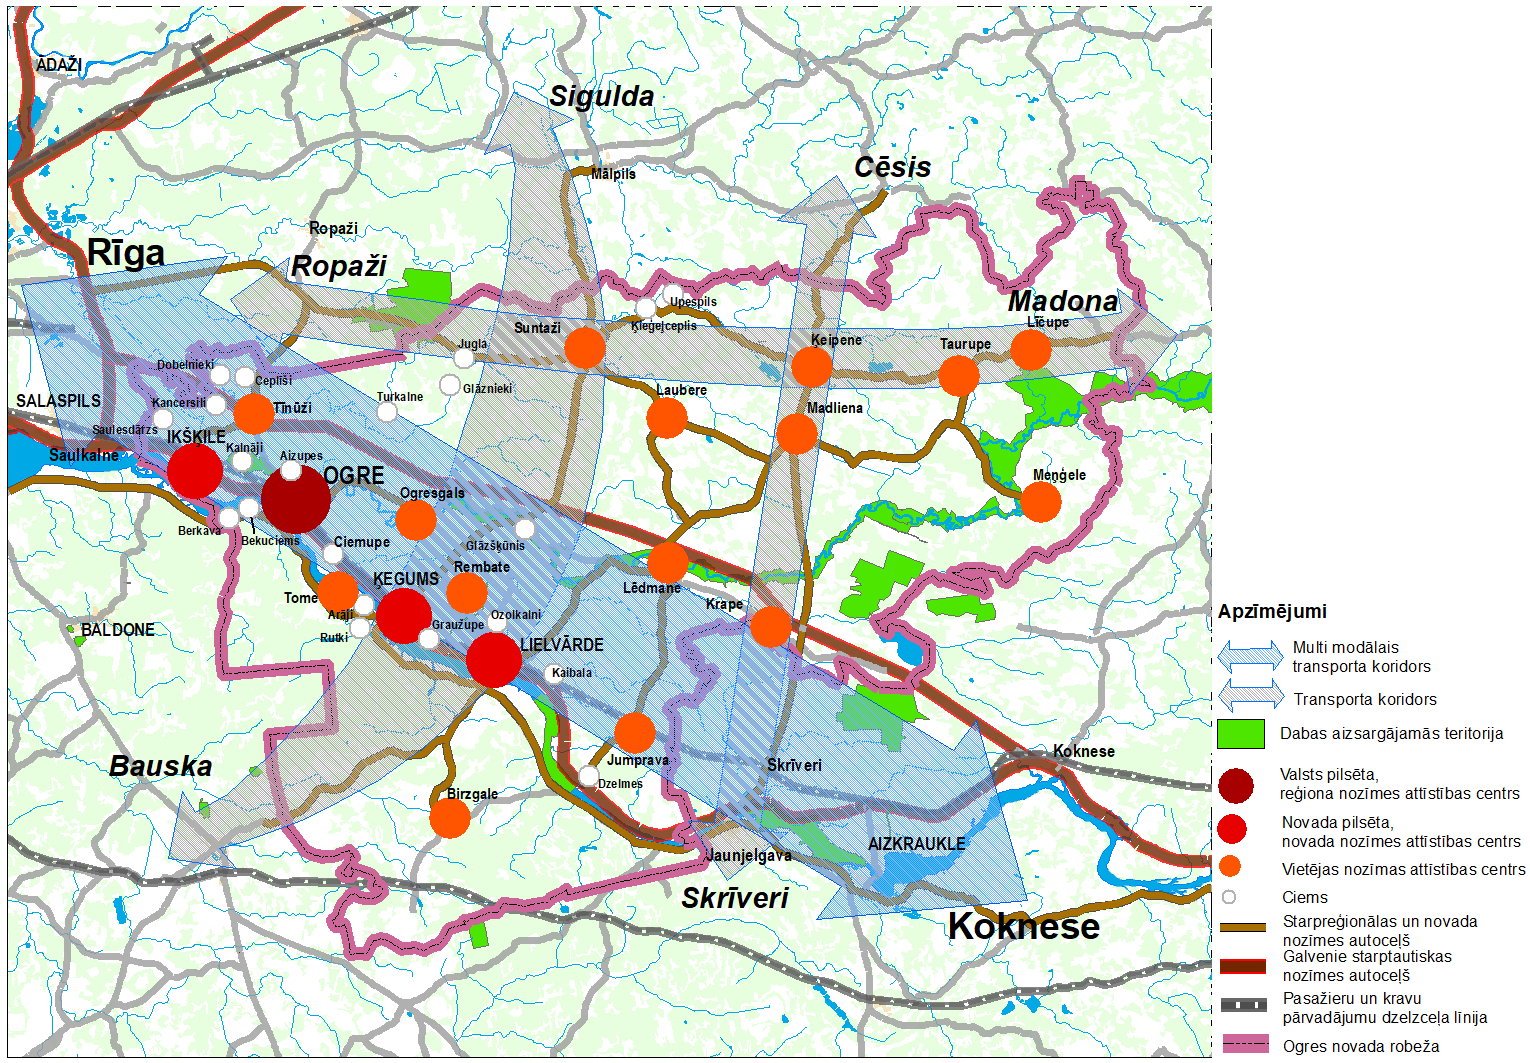 ĀDAŽI
Sigulda
Cēsis
Mālpils
Ropaži
Rīga
Ropaži
Madona
Upespils
Ķieģeļceplis
Līčupe
Suntaži
Ķeipene
Taurupe
Jugla
Dobelnieki
Ceplīši
Glāznieki
Laubere
Turkalne
SALASPILS
Kancersili
Tīnūži
Madliena
Saulesdārzs
IKŠĶILE
Kalnāji
Saulkalne
Aizupes
OGRE
Meņģele
Ogresgals
Berkava
Bekuciems
Ciemupe
Glāzšķūnis
Rembate
ĶEGUMS
Lēdmane
Tome
Arāji
Ozolkalni
Krape
Rutki
Graužupe
BALDONE
LIELVĀRDE
Kaibala
Koknese
Bauska
Jumprava
Skrīveri
Dzelmes
Birzgale
AIZKRAUKLE
Jaunjelgava
Skrīveri
Koknese
Apzīmējumi
Multi modālais
transporta koridors
Transporta koridors
Dabas aizsargājamās teritorija
Valsts pilsēta,
reģiona nozīmes attīstības centrs
Novada pilsēta,
novada nozīmes attīstības centrs
Vietējas nozīmas attīstības centrs
Ciems
Starpreģionālas un novada
nozīmes autoceļš
Galvenie starptautiskas
nozīmes autoceļš
Pasažieru un kravu
pārvadājumu dzelzceļa līnija
Ogres novada robeža